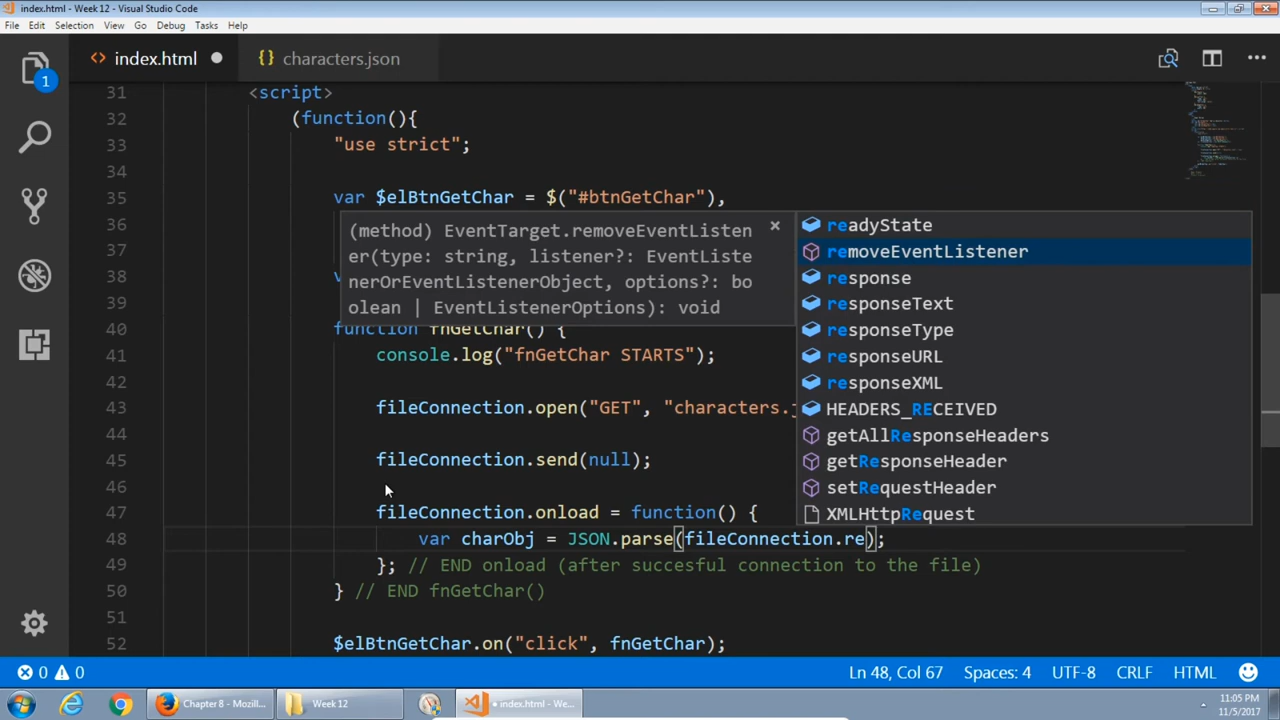 index.html - Week 12 - Visual Studio Code
File Edit Selection View Go Debug Tasks Help
1
<> index.html
{} characters.json
31 <script>
32 (function(){
33 "use strict";
34
35 var $elBtnGetChar = $("#btnGetChar"),
36
37
38 v
39
40 function fnGetChar() {
41 console.log("fnGetChar STARTS");
42
43 fileConnection.open("GET", "characters.j
44
45 fileConnection.send(null);
46
47 fileConnection.onload = function() {
48 var charObj = JSON.parse(fileConnection.re);
49 }; // END onload (after succesful connection to the file)
50 } // END fnGetChar()
51
52 $elBtnGetChar.on("click", fnGetChar);
(method) EventTarget.removeEventListen
er(type: string, listener?: EventListe
nerOrEventListenerObject, options?: bo
olean | EventListenerOptions): void
readyState
removeEventListener
response
responseText
responseType
responseURL
responseXML
HEADERS_RECEIVED
getAllResponseHeaders
getResponseHeader
setRequestHeader
XMLHttpRequest
0 0
Ln 48, Col 67 Spaces: 4 UTF-8 CRLF HTML
Chapter 8 - Mozil...
Week 12
• index.html - We...
11:05 PM
11/5/2017